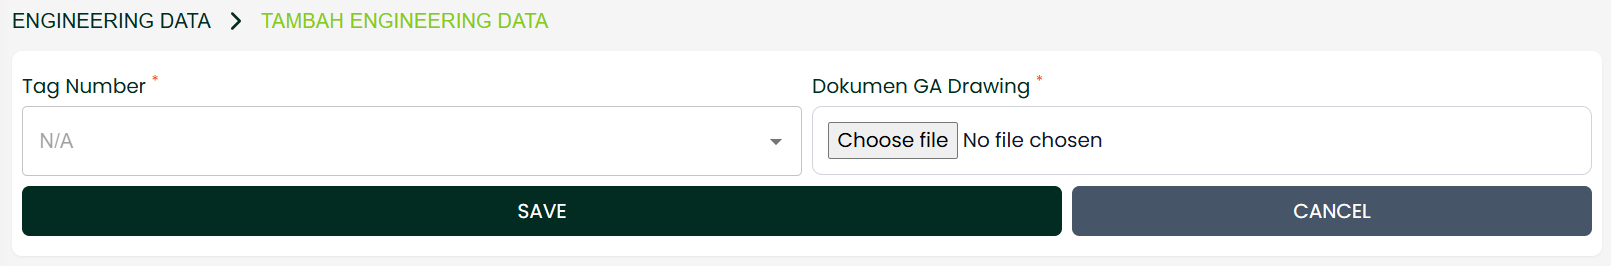 ENGINEERING DATA > TAMBAH ENGINEERING DATA
Tag Number * Dokumen GA Drawing *
N/A Choose file No file chosen
SAVE CANCEL